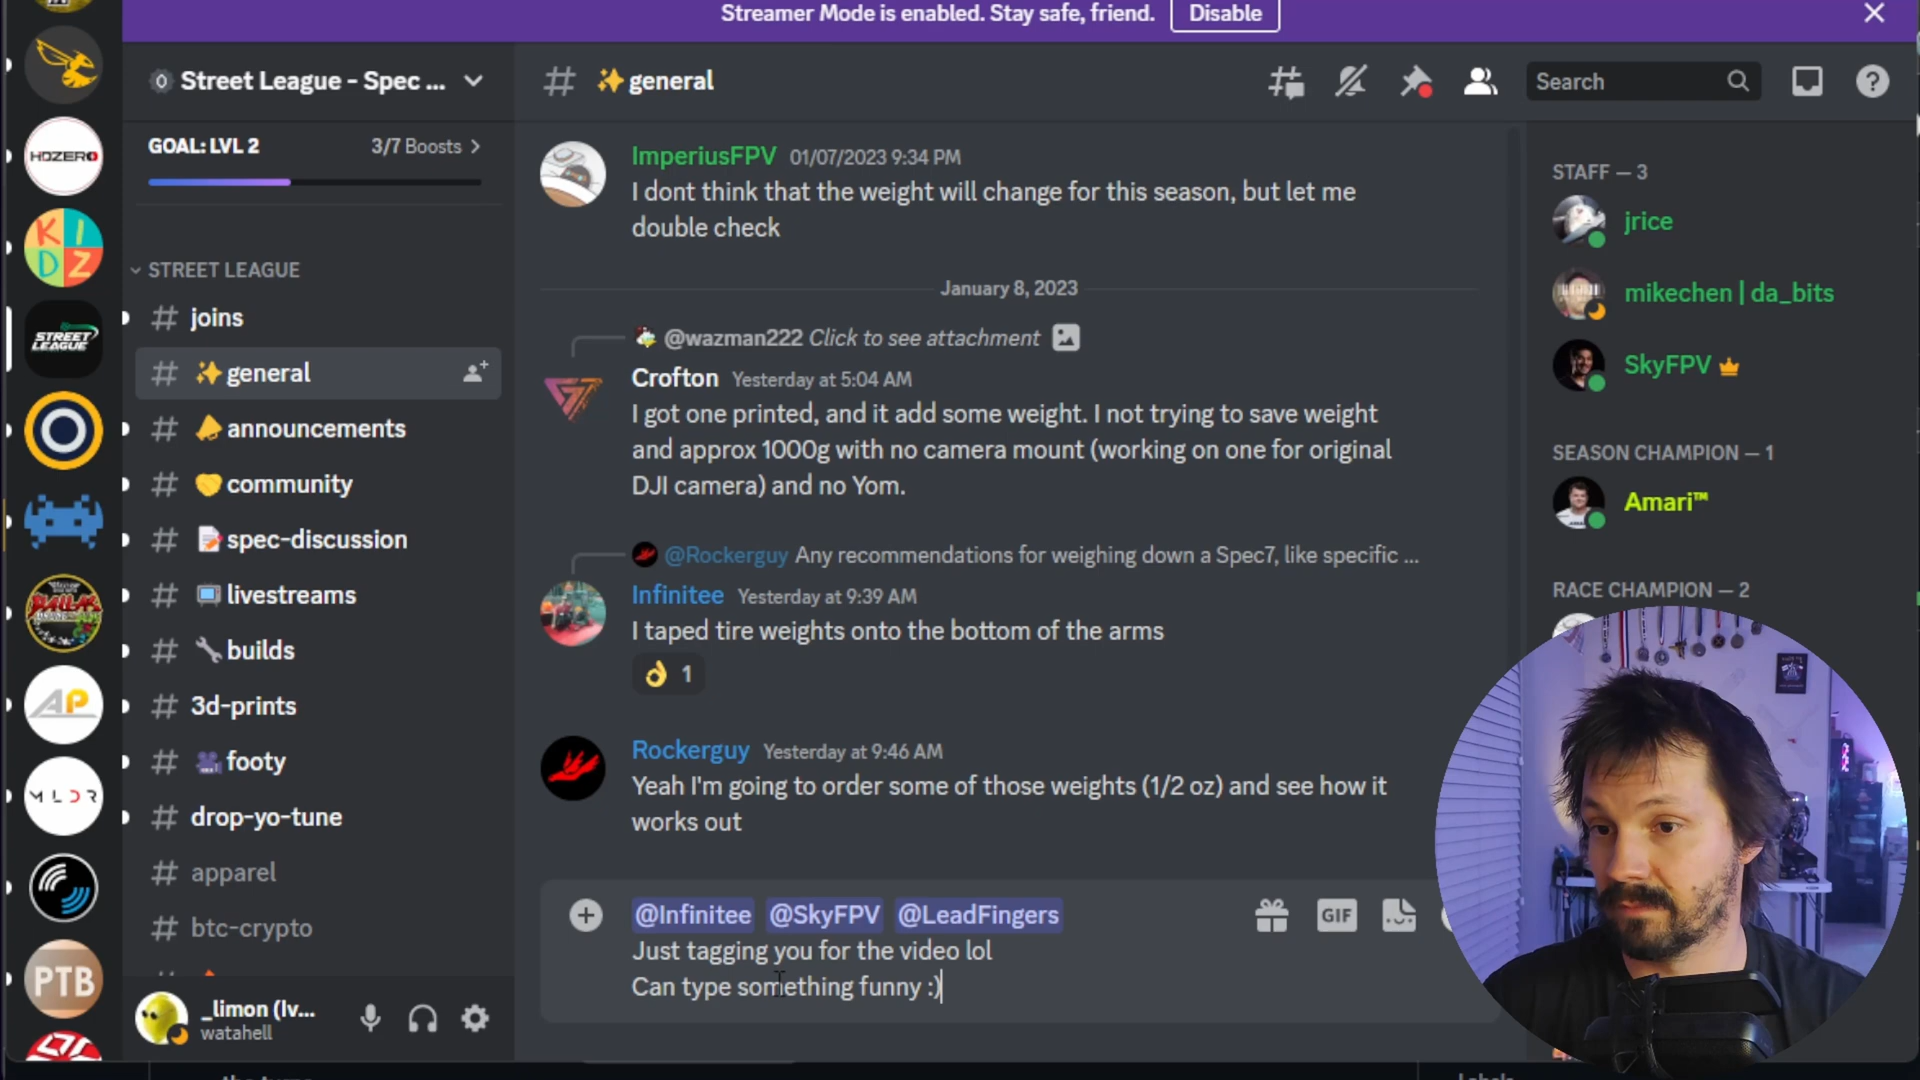 Streamer Mode is enabled. Stay safe, friend. Disable
Street League - Spec ...
GOAL: LVL 2 3/7 Boosts
STREET LEAGUE
joins
general
announcements
community
spec-discussion
livestreams
builds
3d-prints
footy
drop-yo-tune
apparel
btc-crypto
_limon (lv...
watahell
HDZERO
KIDZ
STREET LEAGUE
DALLAS
AP
MLDR
PTB
general
Search
ImperiusFPV 01/07/2023 9:34 PM
I dont think that the weight will change for this season, but let me
double check
January 8, 2023
@wazman222 Click to see attachment
Crofton Yesterday at 5:04 AM
I got one printed, and it add some weight. I not trying to save weight
and approx 1000g with no camera mount (working on one for original
DJI camera) and no Yom.
@Rockerguy Any recommendations for weighing down a Spec7, like specific ...
Infinitee Yesterday at 9:39 AM
I taped tire weights onto the bottom of the arms
1
Rockerguy Yesterday at 9:46 AM
Yeah I'm going to order some of those weights (1/2 oz) and see how it
works out
@Infinitee @SkyFPV @LeadFingers
GIF
Just tagging you for the video lol
Can type something funny :)
STAFF — 3
jrice
mikechen | da_bits
SkyFPV
SEASON CHAMPION — 1
Amari™
RACE CHAMPION — 2